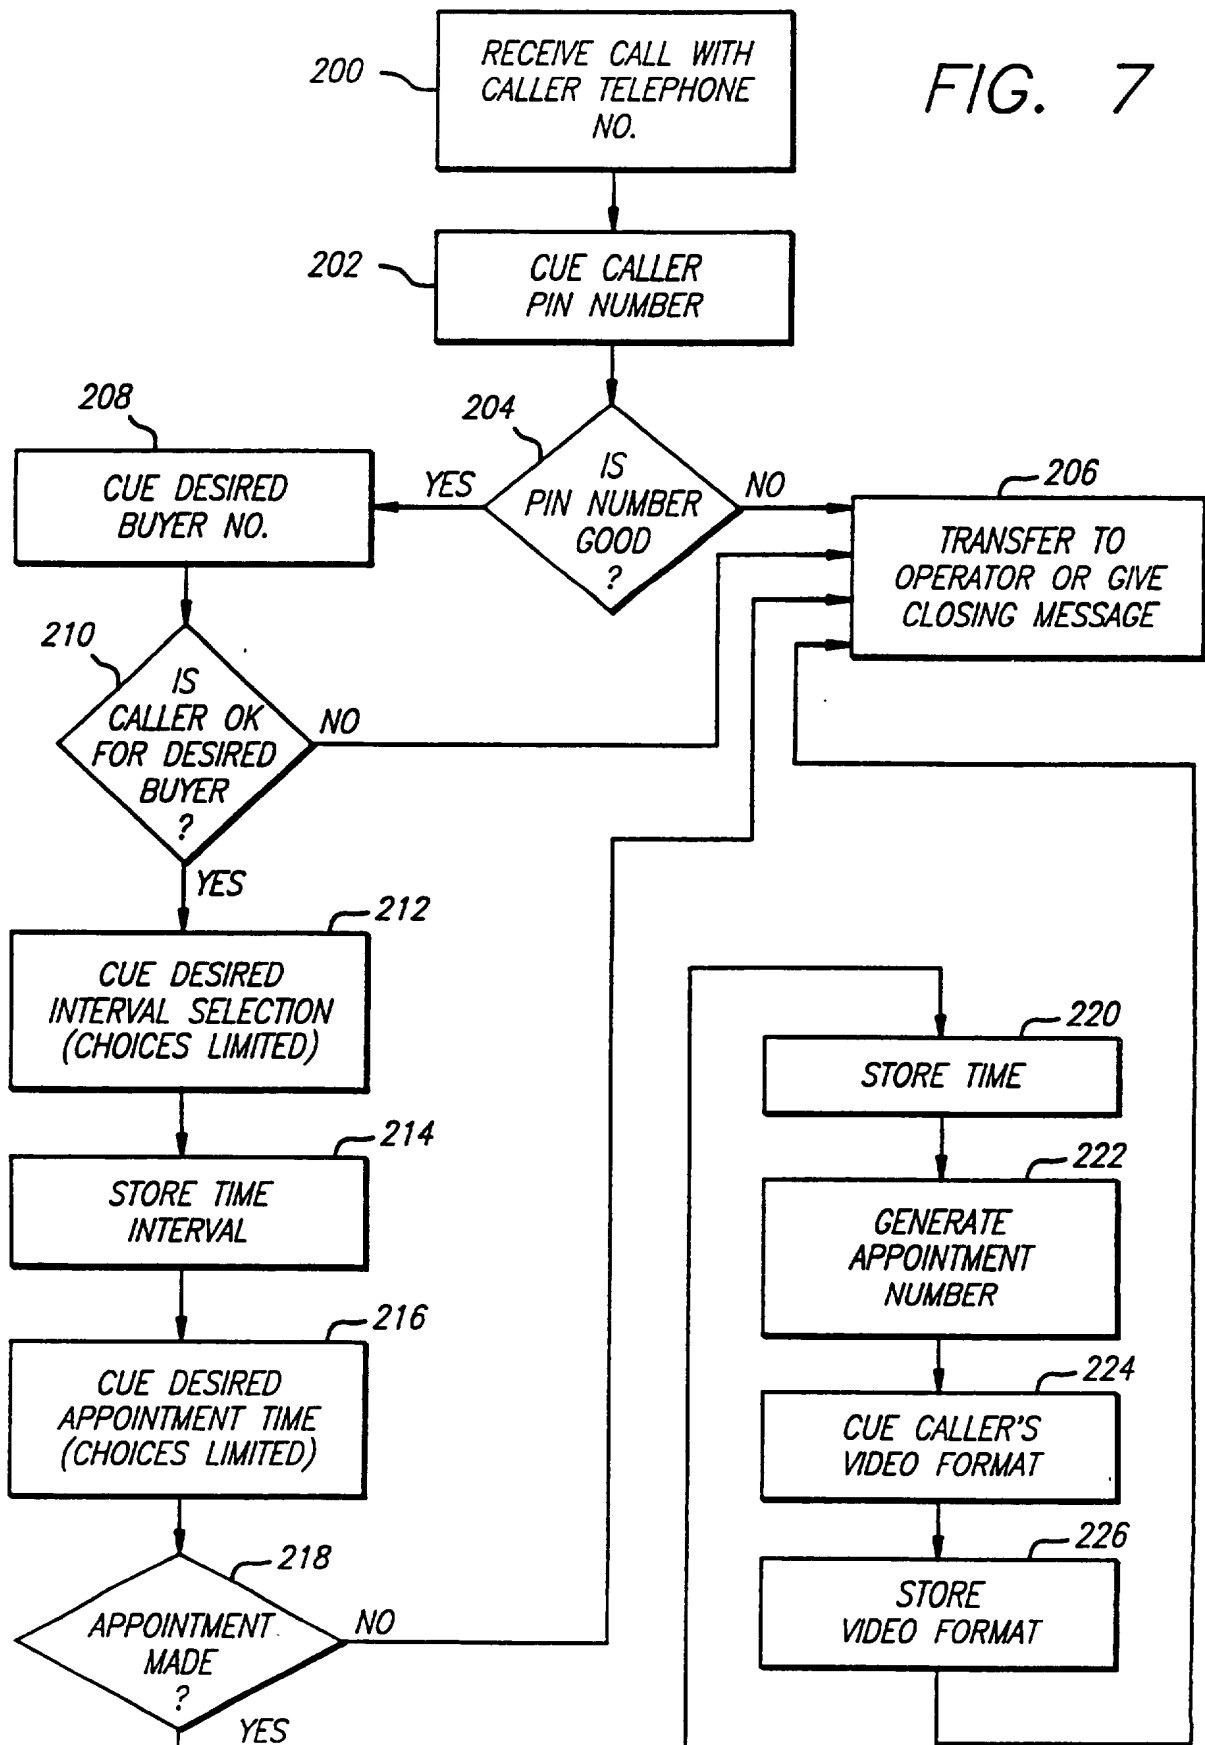 FIG. 7
200
RECEIVE CALL WITH
CALLER TELEPHONE
NO.
202
CUE CALLER
PIN NUMBER
204
IS
PIN NUMBER
GOOD
?
YES
NO
206
TRANSFER TO
OPERATOR OR GIVE
CLOSING MESSAGE
208
CUE DESIRED
BUYER NO.
210
IS
CALLER OK
FOR DESIRED
BUYER
?
NO
YES
212
CUE DESIRED
INTERVAL SELECTION
(CHOICES LIMITED)
214
STORE TIME
INTERVAL
216
CUE DESIRED
APPOINTMENT TIME
(CHOICES LIMITED)
218
APPOINTMENT
MADE
?
NO
YES
220
STORE TIME
222
GENERATE
APPOINTMENT
NUMBER
224
CUE CALLER'S
VIDEO FORMAT
226
STORE
VIDEO FORMAT